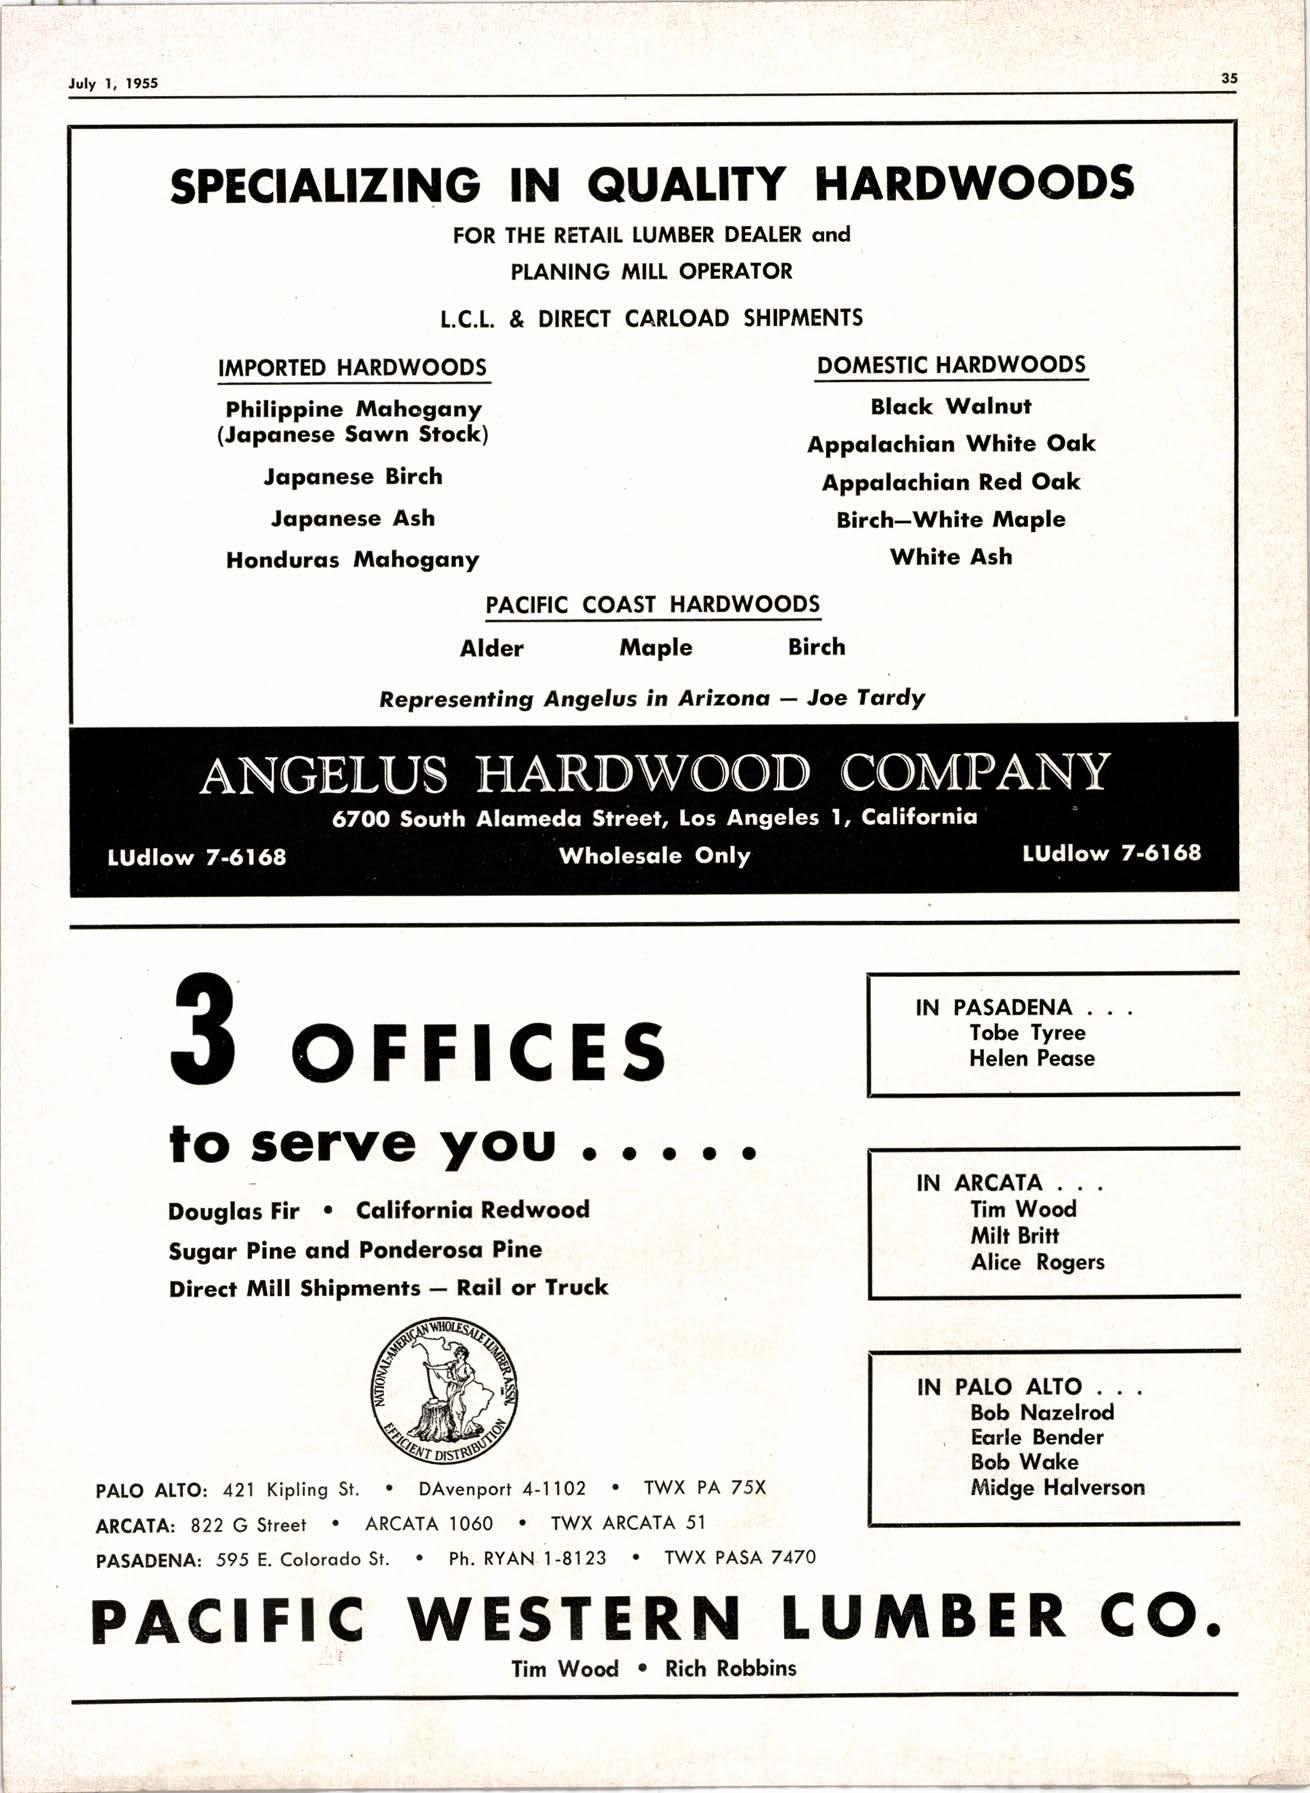 July 1, 1955
35
SPECIALIZING IN QUALITY HARDWOODS
FOR THE RETAIL LUMBER DEALER and
PLANING MILL OPERATOR
L.C.L. & DIRECT CARLOAD SHIPMENTS
IMPORTED HARDWOODS
Philippine Mahogany
(Japanese Sawn Stock)
Japanese Birch
Japanese Ash
Honduras Mahogany
DOMESTIC HARDWOODS
Black Walnut
Appalachian White Oak
Appalachian Red Oak
Birch—White Maple
White Ash
PACIFIC COAST HARDWOODS
Alder Maple Birch
Representing Angelus in Arizona — Joe Tardy
ANGELUS HARDWOOD COMPANY
6700 South Alameda Street, Los Angeles 1, California
LUdlow 7-6168 Wholesale Only LUdlow 7-6168
3 OFFICES
to serve you . . . . .
Douglas Fir • California Redwood
Sugar Pine and Ponderosa Pine
Direct Mill Shipments — Rail or Truck
NATIONAL-AMERICAN WHOLESALE LUMBER ASSN.
EFFICIENT DISTRIBUTION
IN PASADENA . . .
Tobe Tyree
Helen Pease
IN ARCATA . . .
Tim Wood
Milt Britt
Alice Rogers
IN PALO ALTO . . .
Bob Nazelrod
Earle Bender
Bob Wake
Midge Halverson
PALO ALTO: 421 Kipling St. • DAvenport 4-1102 • TWX PA 75X
ARCATA: 822 G Street • ARCATA 1060 • TWX ARCATA 51
PASADENA: 595 E. Colorado St. • Ph. RYAN 1-8123 • TWX PASA 7470
PACIFIC WESTERN LUMBER CO.
Tim Wood • Rich Robbins